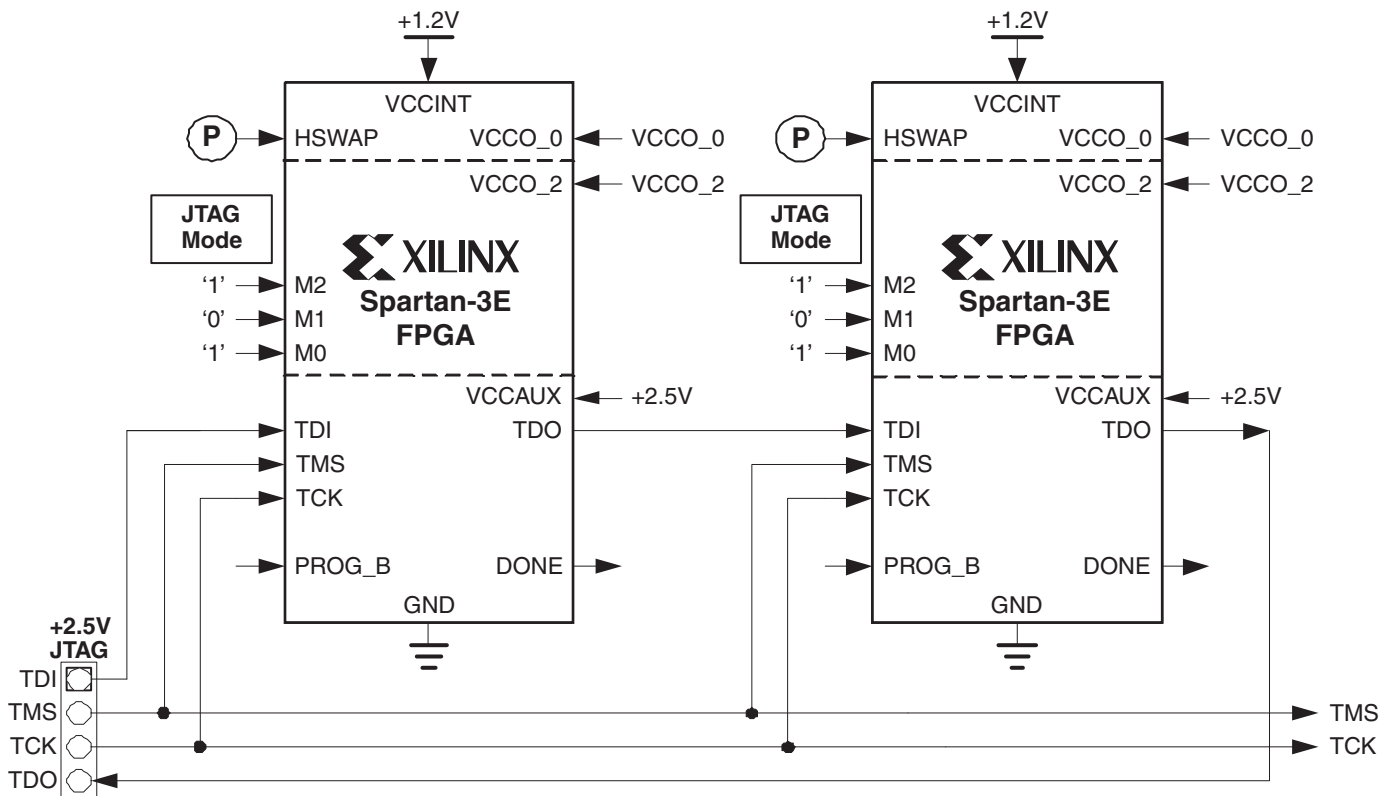 +1.2V
+1.2V
VCCINT
VCCINT
P
HSWAP
VCCO_0
VCCO_0
P
HSWAP
VCCO_0
VCCO_0
VCCO_2
VCCO_2
VCCO_2
VCCO_2
JTAG
Mode
JTAG
Mode
XILINX
XILINX
‘1’
M2
Spartan-3E
‘1’
M2
Spartan-3E
‘0’
M1
FPGA
‘0’
M1
FPGA
‘1’
M0
‘1’
M0
VCCAUX
+2.5V
VCCAUX
+2.5V
TDI
TDO
TDI
TDO
TMS
TMS
TCK
TCK
PROG_B
DONE
PROG_B
DONE
GND
GND
+2.5V
JTAG
TDI
TMS
TMS
TCK
TCK
TDO